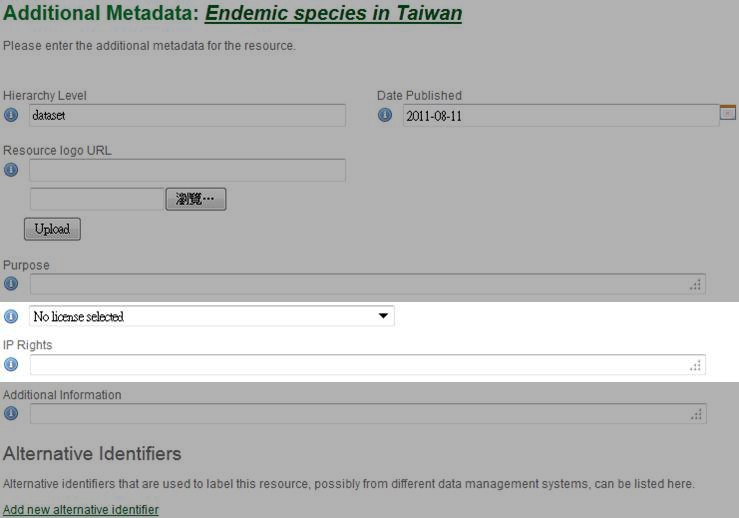 Additional Metadata: Endemic species in Taiwan
Please enter the additional metadata for the resource.
Hierarchy Level
dataset
Date Published
2011-08-11
Resource logo URL
瀏覽…
Upload
Purpose
No license selected
IP Rights
Additional Information
Alternative Identifiers
Alternative identifiers that are used to label this resource, possibly from different data management systems, can be listed here.
Add new alternative identifier